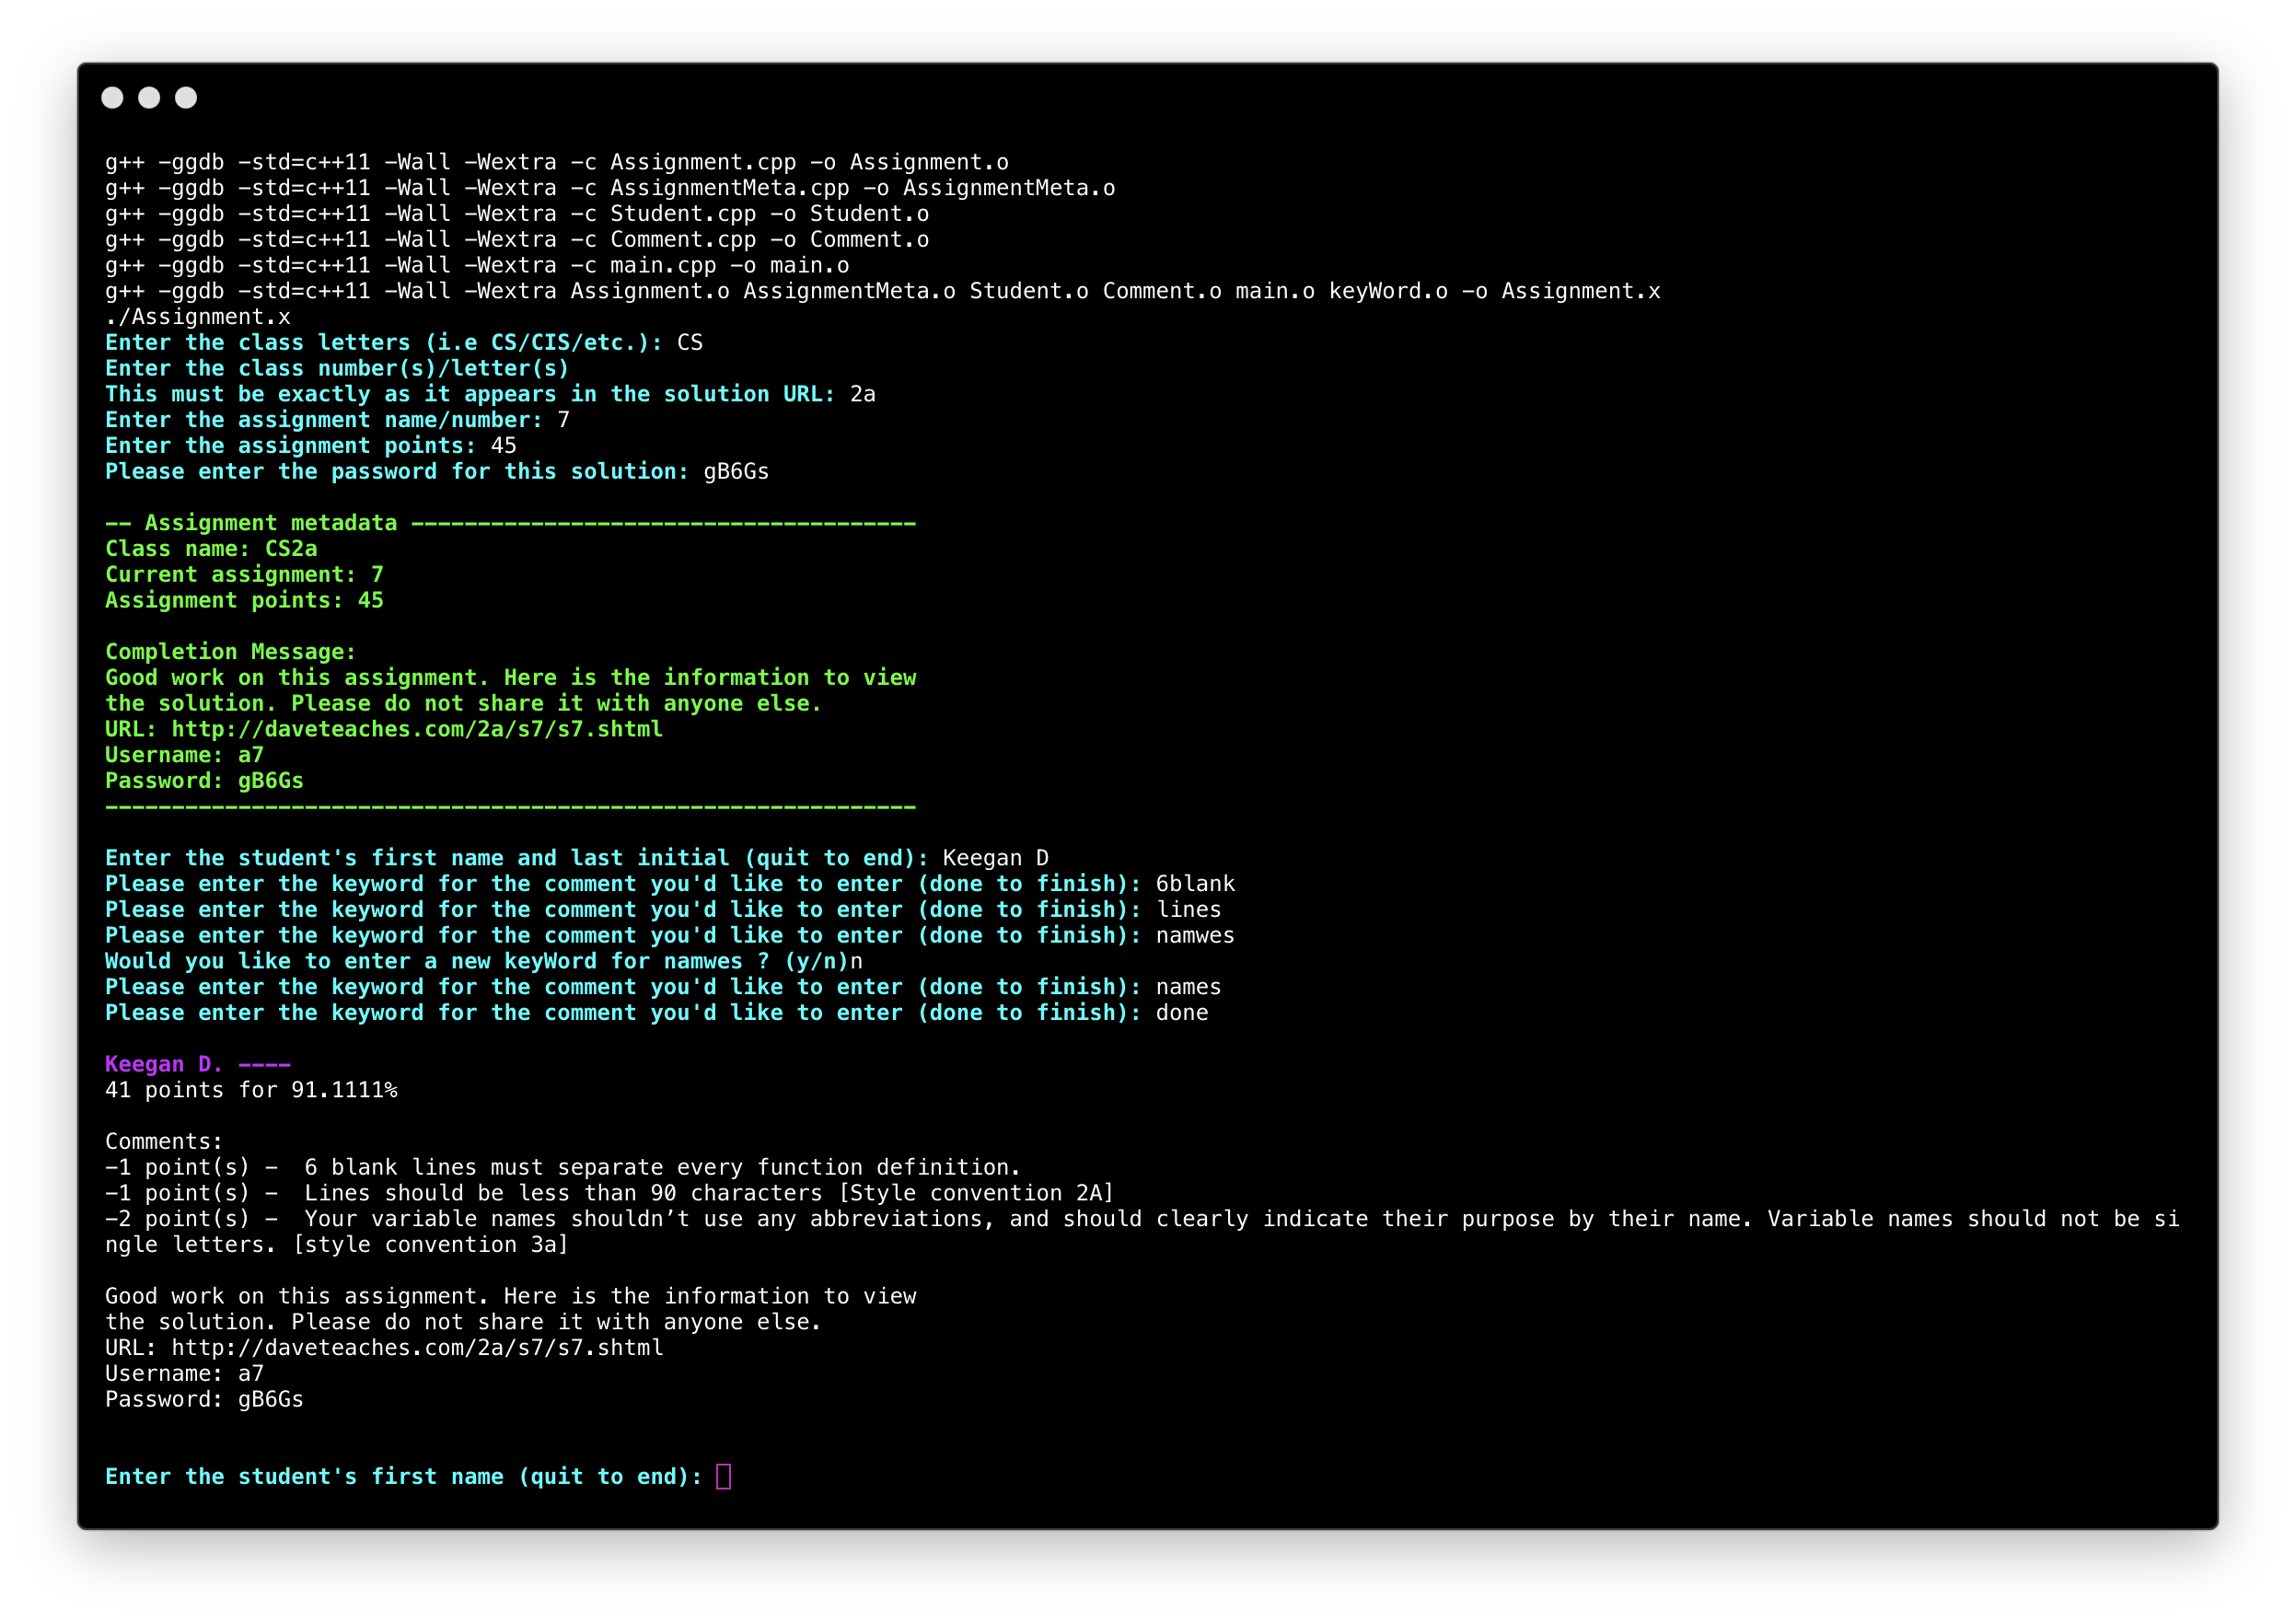 g++ -ggdb -std=c++11 -Wall -Wextra -c Assignment.cpp -o Assignment.o
g++ -ggdb -std=c++11 -Wall -Wextra -c AssignmentMeta.cpp -o AssignmentMeta.o
g++ -ggdb -std=c++11 -Wall -Wextra -c Student.cpp -o Student.o
g++ -ggdb -std=c++11 -Wall -Wextra -c Comment.cpp -o Comment.o
g++ -ggdb -std=c++11 -Wall -Wextra -c main.cpp -o main.o
g++ -ggdb -std=c++11 -Wall -Wextra Assignment.o AssignmentMeta.o Student.o Comment.o main.o keyWord.o -o Assignment.x
./Assignment.x
Enter the class letters (i.e CS/CIS/etc.): CS
Enter the class number(s)/letter(s)
This must be exactly as it appears in the solution URL: 2a
Enter the assignment name/number: 7
Enter the assignment points: 45
Please enter the password for this solution: gB6Gs
-- Assignment metadata --------------------------------------
Class name: CS2a
Current assignment: 7
Assignment points: 45
Completion Message:
Good work on this assignment. Here is the information to view
the solution. Please do not share it with anyone else.
URL: http://daveteaches.com/2a/s7/s7.shtml
Username: a7
Password: gB6Gs
-------------------------------------------------------------
Enter the student's first name and last initial (quit to end): Keegan D
Please enter the keyword for the comment you'd like to enter (done to finish): 6blank
Please enter the keyword for the comment you'd like to enter (done to finish): lines
Please enter the keyword for the comment you'd like to enter (done to finish): namwes
Would you like to enter a new keyWord for namwes ? (y/n)n
Please enter the keyword for the comment you'd like to enter (done to finish): names
Please enter the keyword for the comment you'd like to enter (done to finish): done
Keegan D. ----
41 points for 91.1111%
Comments:
-1 point(s) -  6 blank lines must separate every function definition.
-1 point(s) -  Lines should be less than 90 characters [Style convention 2A]
-2 point(s) -  Your variable names shouldn’t use any abbreviations, and should clearly indicate their purpose by their name. Variable names should not be si
ngle letters. [style convention 3a]
Good work on this assignment. Here is the information to view
the solution. Please do not share it with anyone else.
URL: http://daveteaches.com/2a/s7/s7.shtml
Username: a7
Password: gB6Gs
Enter the student's first name (quit to end):